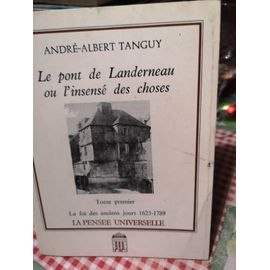 ANDRÉ-ALBERT TANGUY
Le pont de Landerneau
ou l'insensé des choses
Tome premier
La foi des anciens jours 1623-1789
LA PENSEE UNIVERSELLE